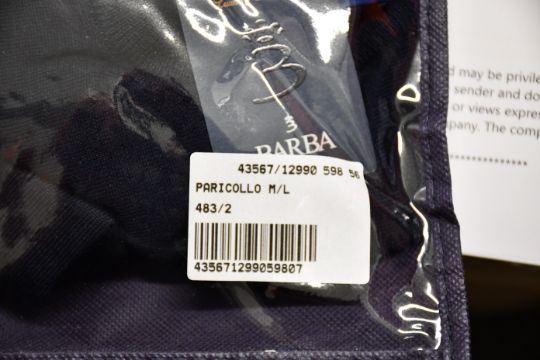 B
BARBA
43567/12990 598 56
PARICOLLO M/L
483/2
435671299059807
d may be privile
sender and do
or views expres
pany. The comp
****************